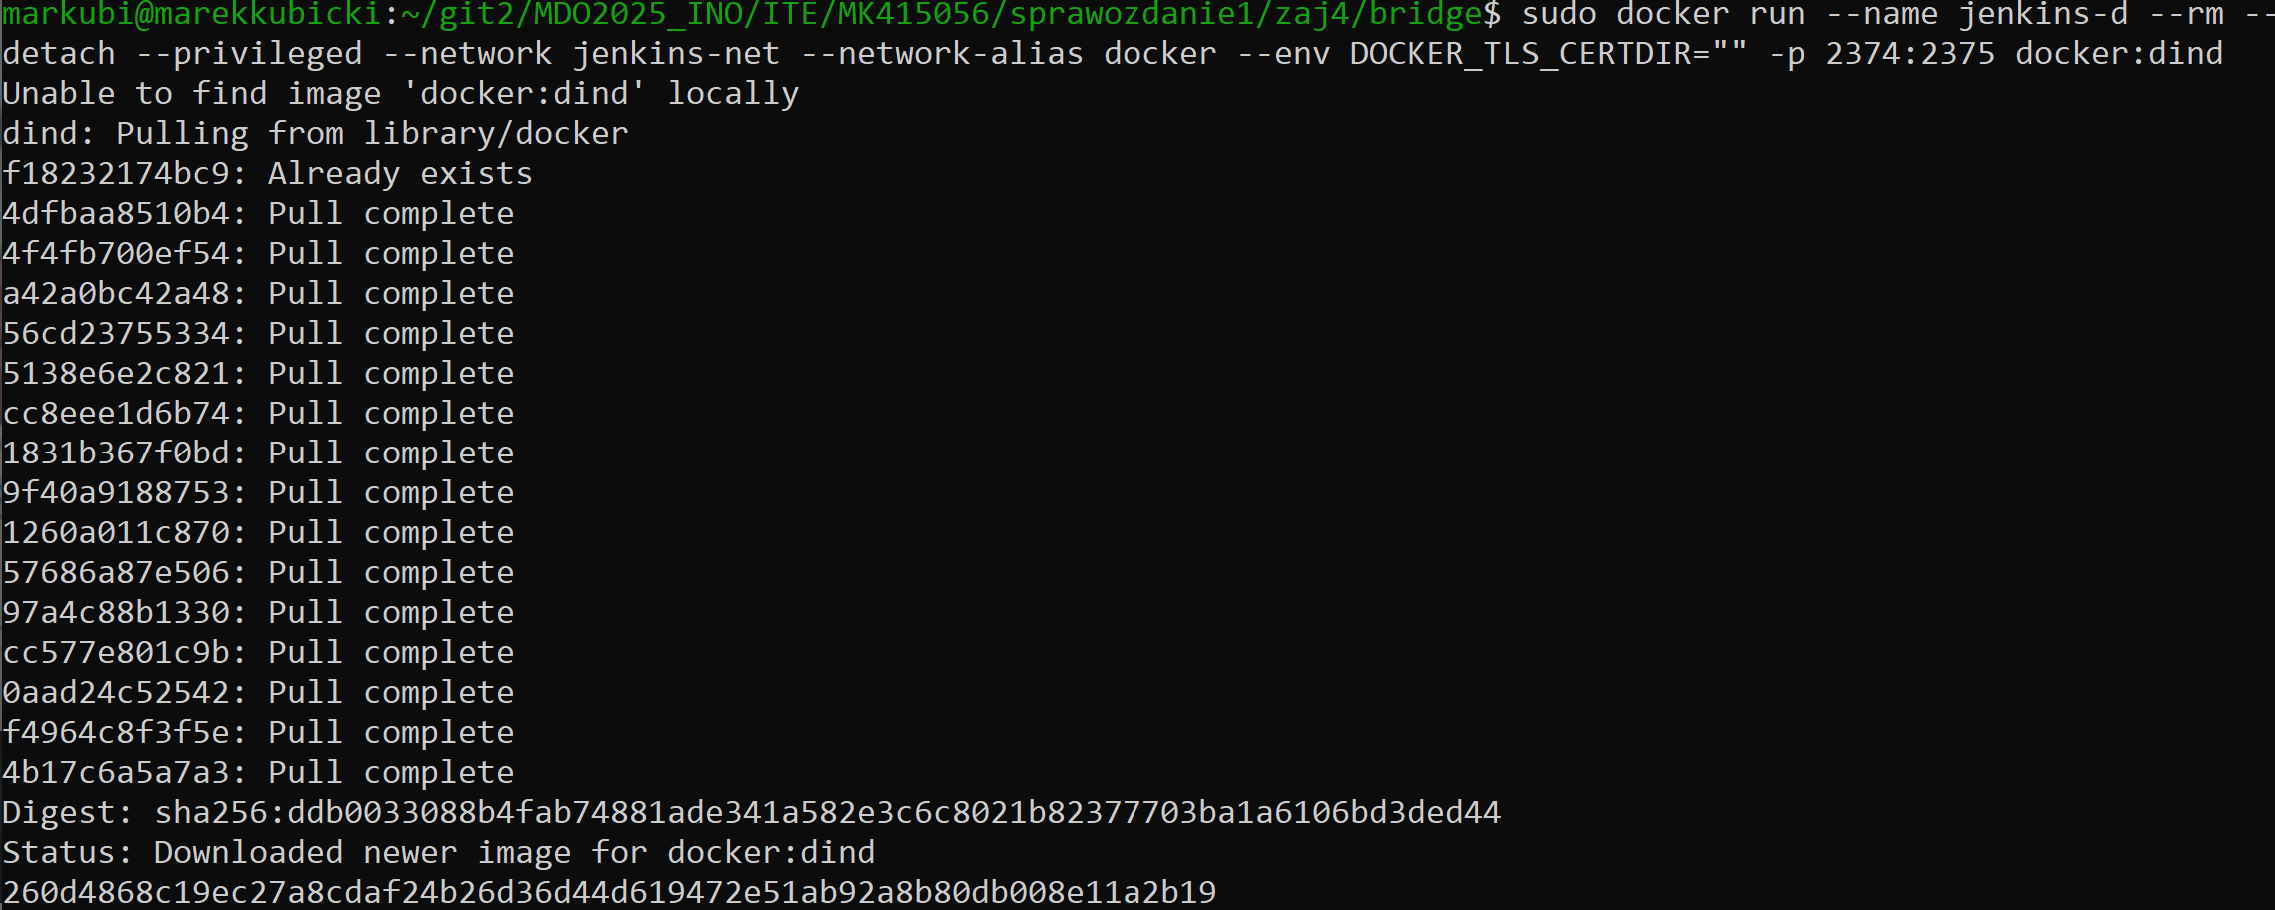 markubi@marekkubicki:~/git2/MDO2025_INO/ITE/MK415056/sprawozdanie1/zaj4/bridge$ sudo docker run --name jenkins-d --rm --
detach --privileged --network jenkins-net --network-alias docker --env DOCKER_TLS_CERTDIR="" -p 2374:2375 docker:dind
Unable to find image 'docker:dind' locally
dind: Pulling from library/docker
f18232174bc9: Already exists
4dfbaa8510b4: Pull complete
4f4fb700ef54: Pull complete
a42a0bc42a48: Pull complete
56cd23755334: Pull complete
5138e6e2c821: Pull complete
cc8eee1d6b74: Pull complete
1831b367f0bd: Pull complete
9f40a9188753: Pull complete
1260a011c870: Pull complete
57686a87e506: Pull complete
97a4c88b1330: Pull complete
cc577e801c9b: Pull complete
0aad24c52542: Pull complete
f4964c8f3f5e: Pull complete
4b17c6a5a7a3: Pull complete
Digest: sha256:ddb0033088b4fab74881ade341a582e3c6c8021b82377703ba1a6106bd3ded44
Status: Downloaded newer image for docker:dind
260d4868c19ec27a8cdaf24b26d36d44d619472e51ab92a8b80db008e11a2b19